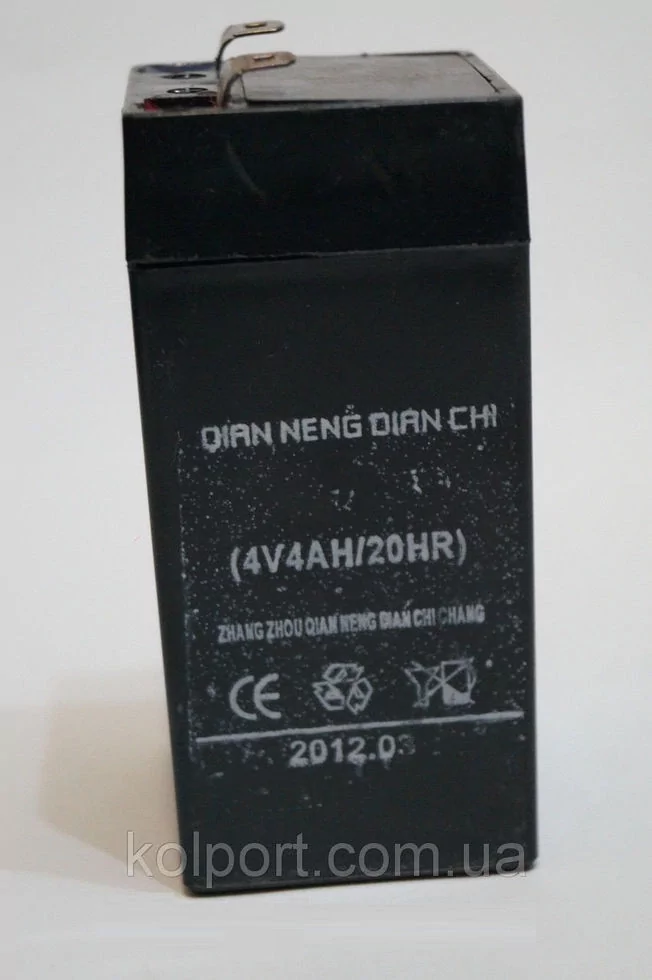 QIAN NENG DIAN CHI
(4V4AH/20HR)
ZHANG ZHOU QIAN NENG DIAN CHI CHANG
CE
2012.03
kolport.com.ua